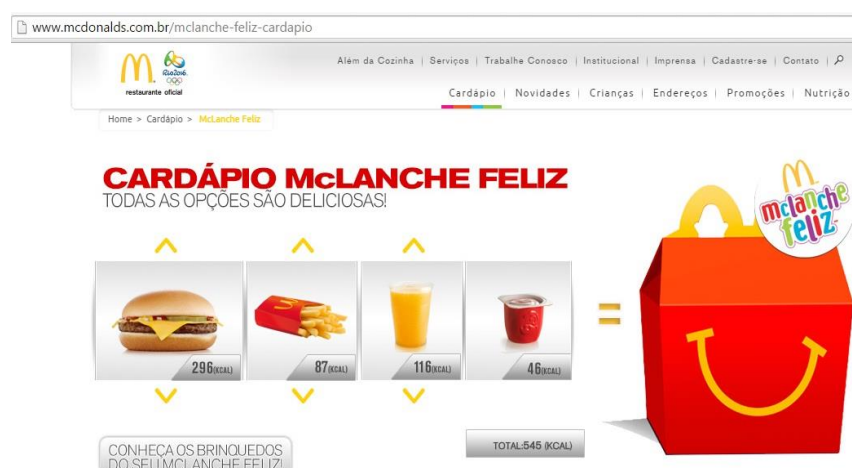 www.mcdonalds.com.br/mclanche-feliz-cardapio
Além da Cozinha | Serviços | Trabalhe Conosco | Institucional | Imprensa | Cadastre-se | Contato |
Rio2016
restaurante oficial
Cardápio | Novidades | Crianças | Endereços | Promoções | Nutrição
Home > Cardápio > McLanche Feliz
CARDÁPIO McLANCHE FELIZ
TODAS AS OPÇÕES SÃO DELICIOSAS!
mclanche
feliz
=
296(KCAL)
87(KCAL)
116(KCAL)
46(KCAL)
TOTAL:545 (KCAL)
CONHEÇA OS BRINQUEDOS
DO SEU MCLANCHE FELIZ!